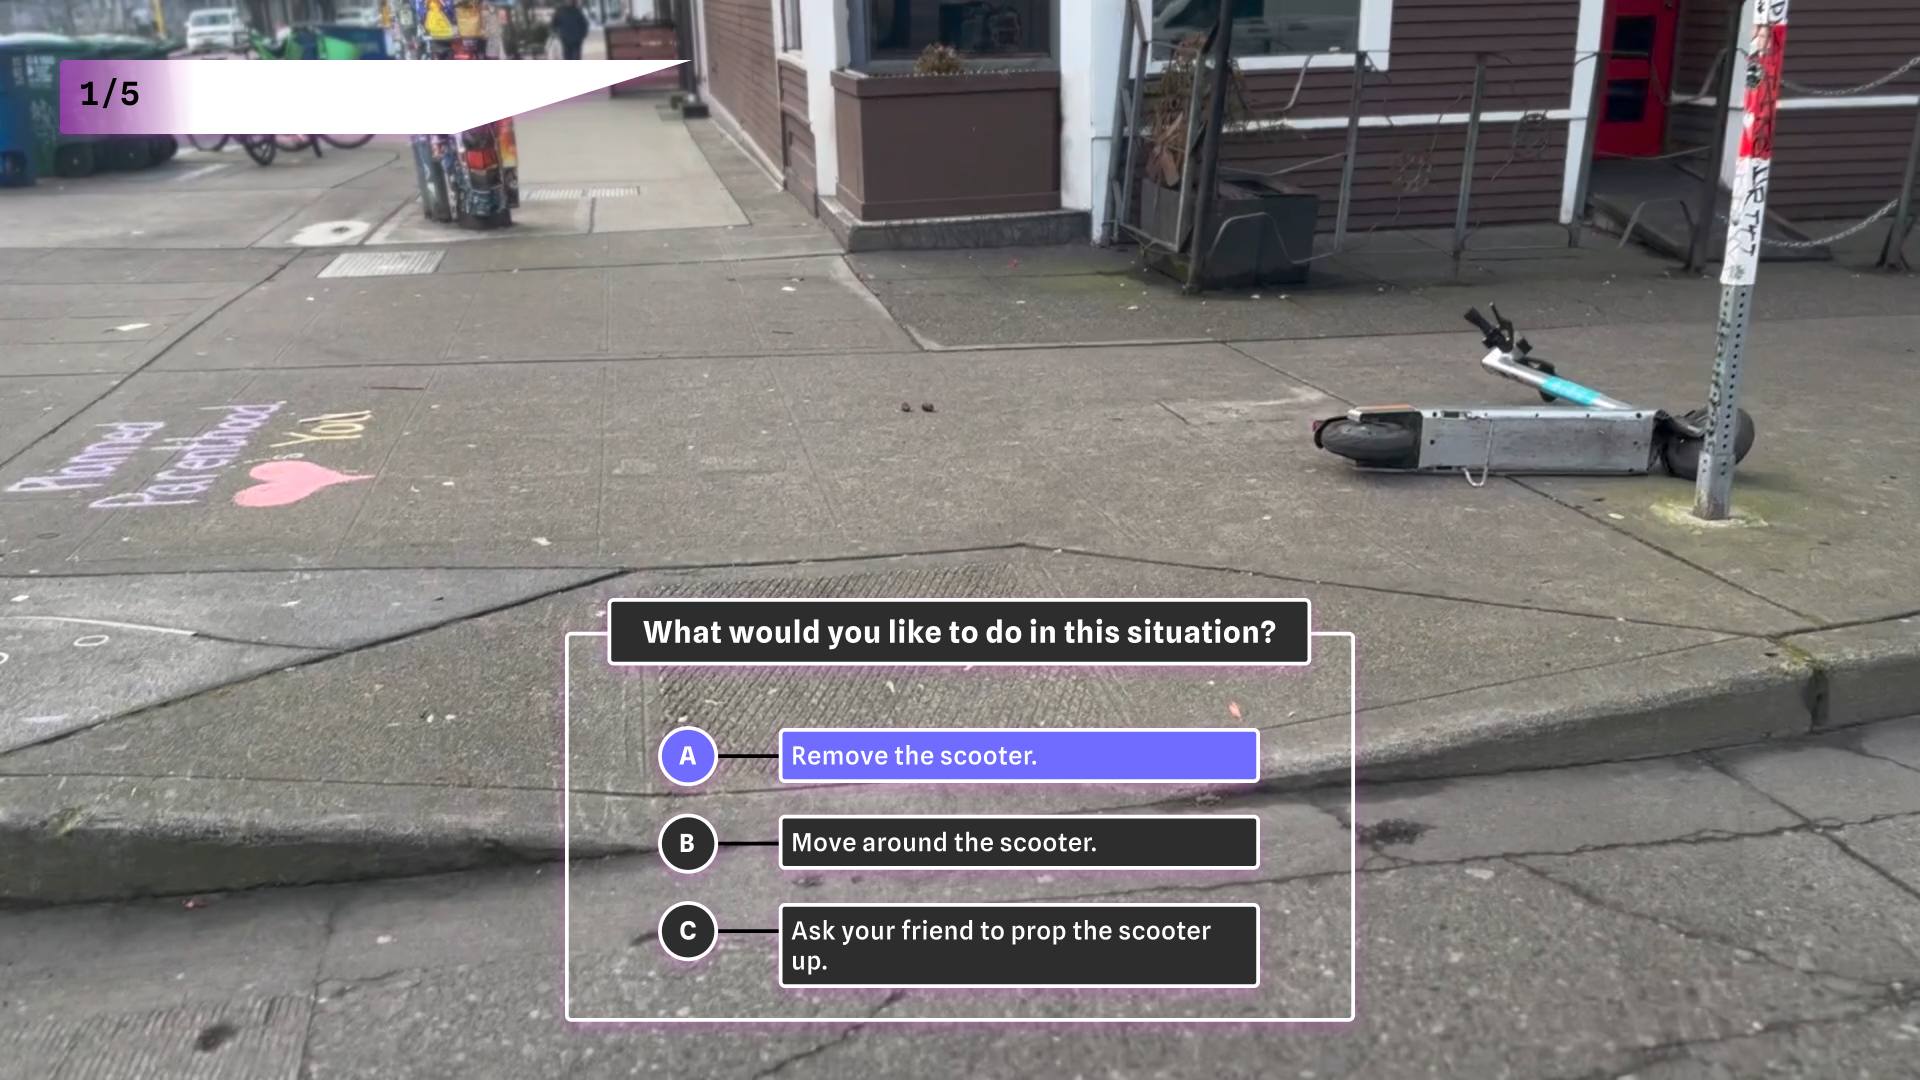 1/5
Planned
Parenthood
is You!
What would you like to do in this situation?
A
Remove the scooter.
B
Move around the scooter.
C
Ask your friend to prop the scooter
up.